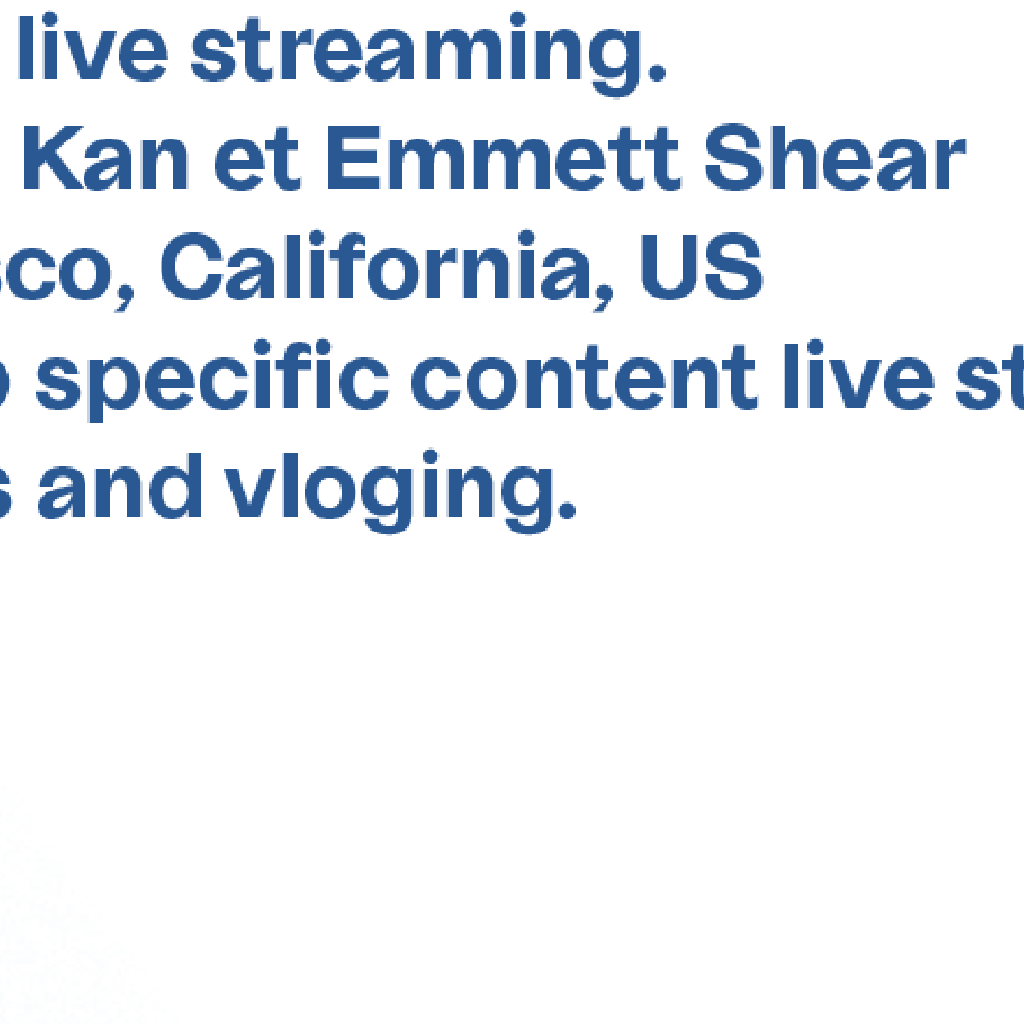 live streaming.
Kan et Emmett Shear
sco, California, US
specific content live st
s and vloging.